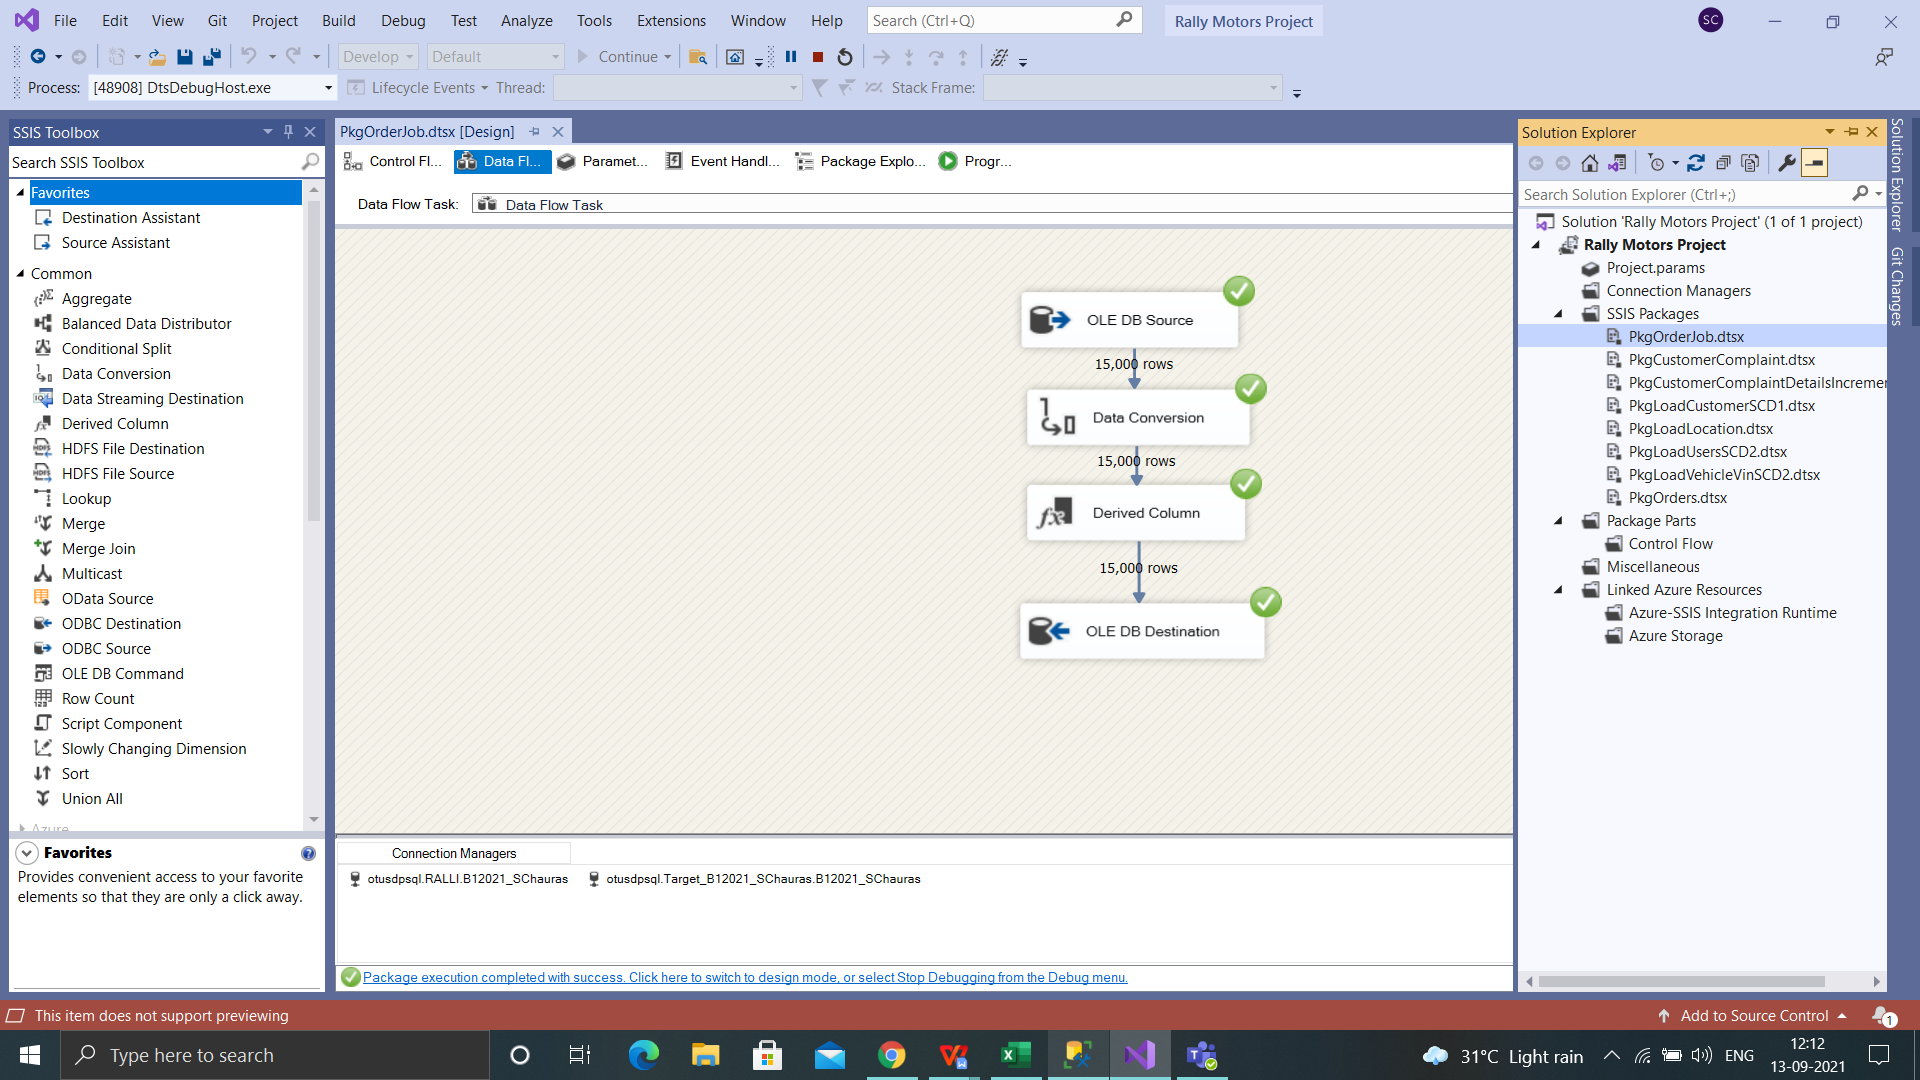 File Edit View Git Project Build Debug Test Analyze Tools Extensions Window Help Search (Ctrl+Q) Rally Motors Project SC
Develop Default Continue
Process: [48908] DtsDebugHost.exe Lifecycle Events Thread: Stack Frame:
SSIS Toolbox
Search SSIS Toolbox
Favorites
Destination Assistant
Source Assistant
Common
Aggregate
Balanced Data Distributor
Conditional Split
Data Conversion
Data Streaming Destination
Derived Column
HDFS File Destination
HDFS File Source
Lookup
Merge
Merge Join
Multicast
OData Source
ODBC Destination
ODBC Source
OLE DB Command
Row Count
Script Component
Slowly Changing Dimension
Sort
Union All
Azure
Favorites
Provides convenient access to your favorite
elements so that they are only a click away.
PkgOrderJob.dtsx [Design]
Control Fl... Data Fl... Paramet... Event Handl... Package Explo... Progr...
Data Flow Task: Data Flow Task
OLE DB Source
15,000 rows
Data Conversion
15,000 rows
Derived Column
15,000 rows
OLE DB Destination
Connection Managers
otusdpsql.RALLI.B12021_SChauras otusdpsql.Target_B12021_SChauras.B12021_SChauras
Package execution completed with success. Click here to switch to design mode, or select Stop Debugging from the Debug menu.
Solution Explorer
Search Solution Explorer (Ctrl+;)
Solution 'Rally Motors Project' (1 of 1 project)
Rally Motors Project
Project.params
Connection Managers
SSIS Packages
PkgOrderJob.dtsx
PkgCustomerComplaint.dtsx
PkgCustomerComplaintDetailsIncremer
PkgLoadCustomerSCD1.dtsx
PkgLoadLocation.dtsx
PkgLoadUsersSCD2.dtsx
PkgLoadVehicleVinSCD2.dtsx
PkgOrders.dtsx
Package Parts
Control Flow
Miscellaneous
Linked Azure Resources
Azure-SSIS Integration Runtime
Azure Storage
Solution Explorer
Git Changes
This item does not support previewing
Add to Source Control 1
Type here to search
31°C Light rain ENG
12:12
13-09-2021